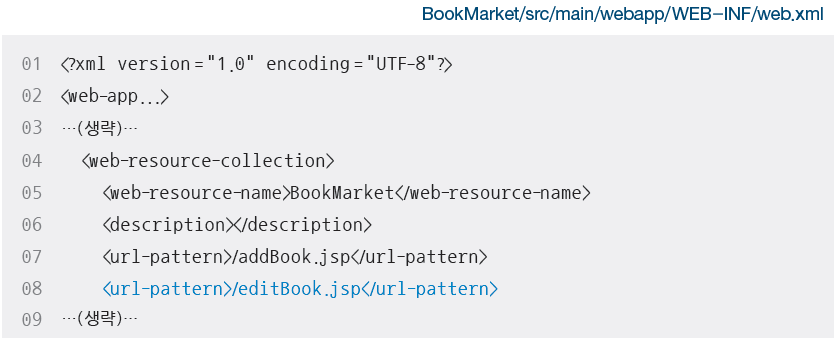 BookMarket/src/main/webapp/WEB-INF/web.xml
01 <?xml version="1.0" encoding="UTF-8"?>
02 <web-app...>
03 …(생략)…
04 <web-resource-collection>
05 <web-resource-name>BookMarket</web-resource-name>
06 <description></description>
07 <url-pattern>/addBook.jsp</url-pattern>
08 <url-pattern>/editBook.jsp</url-pattern>
09 …(생략)…